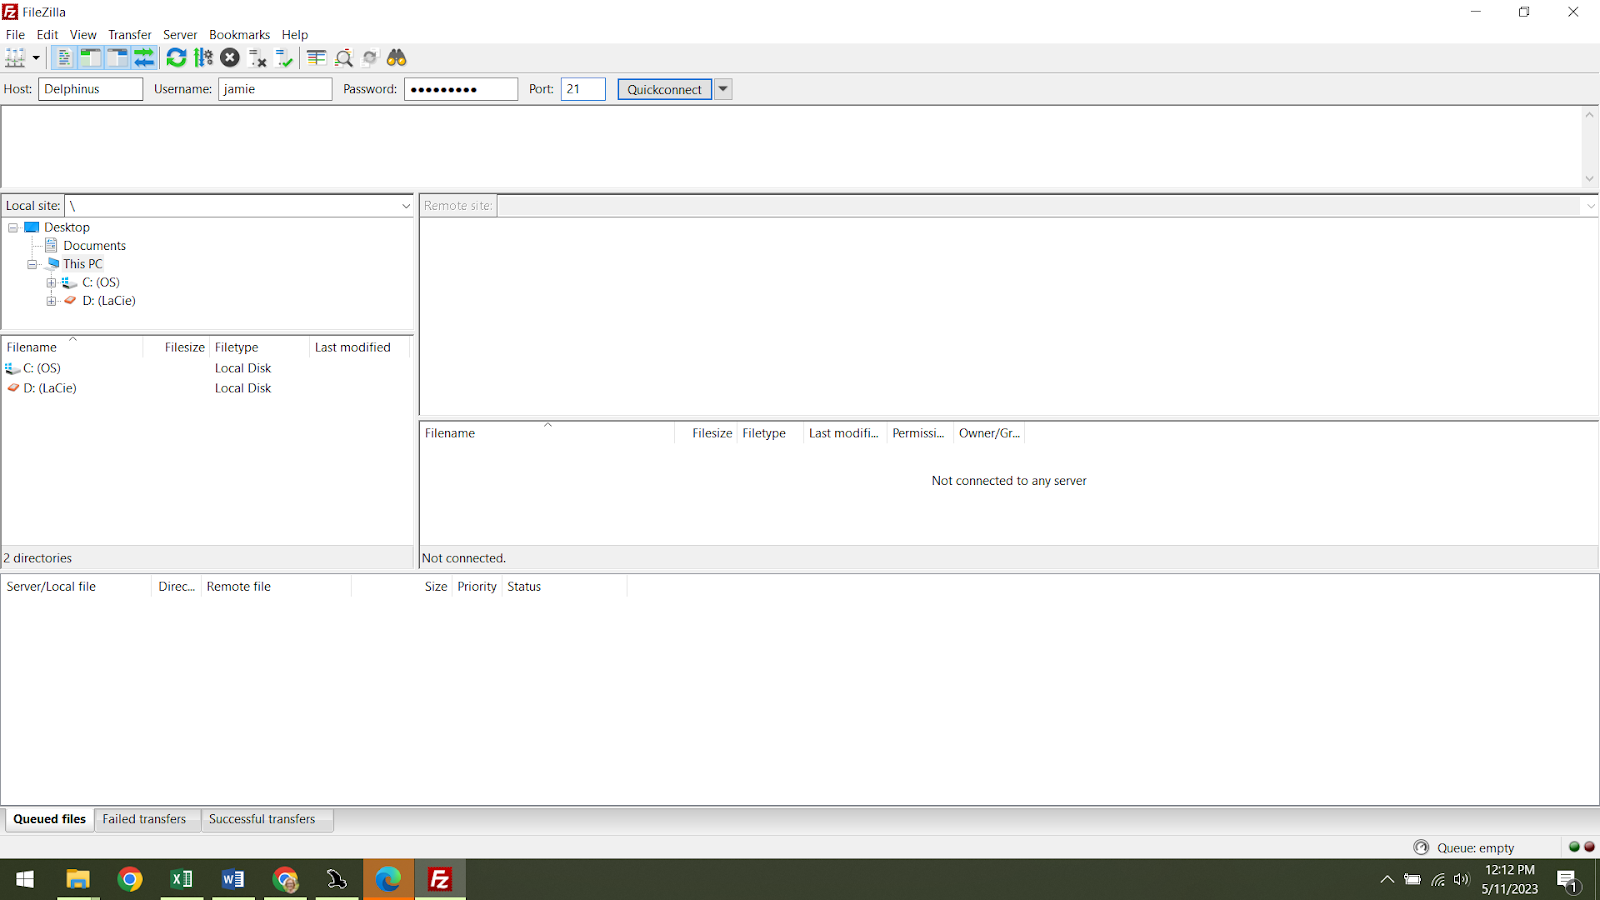 FileZilla
File Edit View Transfer Server Bookmarks Help
Host: Delphinus Username: jamie Password: ●●●●●●●●● Port: 21 Quickconnect
Local site: \
Remote site:
Desktop
Documents
This PC
C: (OS)
D: (LaCie)
Filename Filesize Filetype Last modified
C: (OS) Local Disk
D: (LaCie) Local Disk
2 directories
Filename Filesize Filetype Last modifi... Permissi... Owner/Gr...
Not connected to any server
Not connected.
Server/Local file Direc... Remote file Size Priority Status
Queued files Failed transfers Successful transfers
Queue: empty
12:12 PM
5/11/2023
1